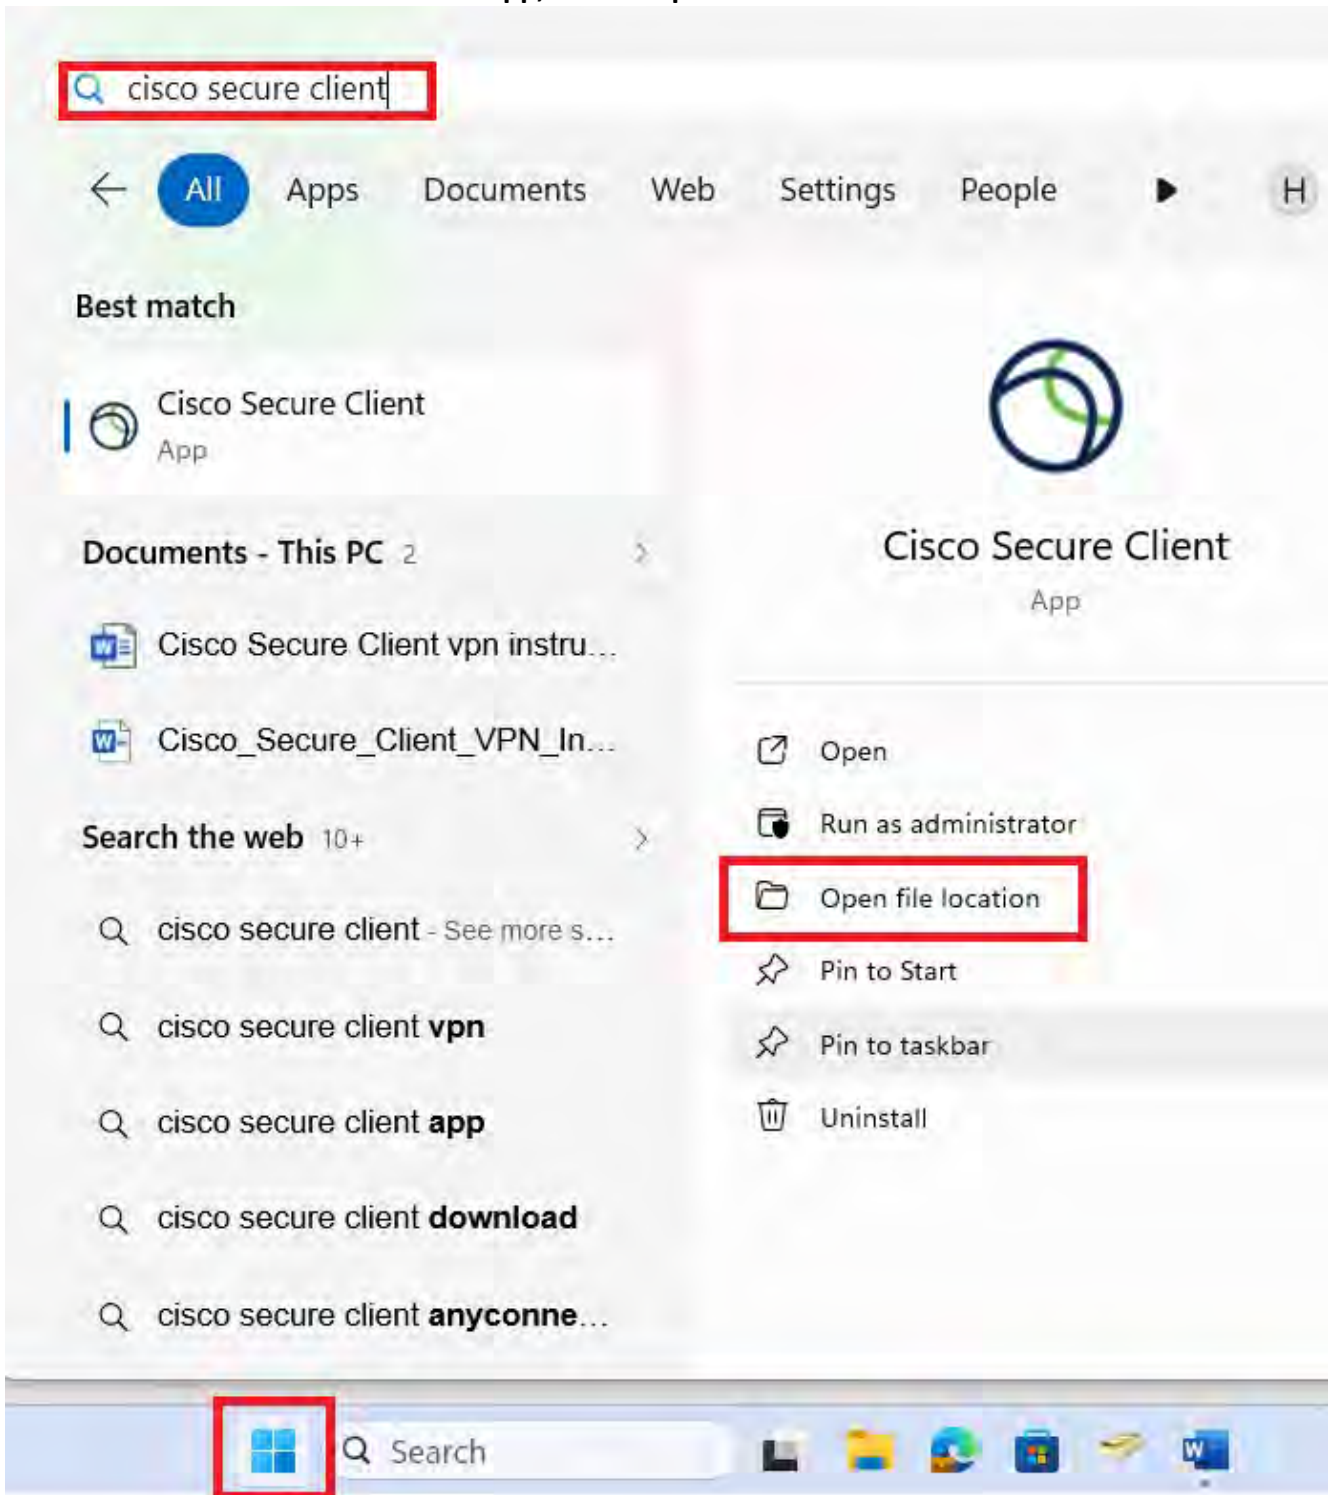 cisco secure client
All Apps Documents Web Settings People H
Best match
Cisco Secure Client
App
Documents - This PC 2
Cisco Secure Client vpn instru...
Cisco_Secure_Client_VPN_In...
Search the web 10+
cisco secure client - See more s...
cisco secure client vpn
cisco secure client app
cisco secure client download
cisco secure client anyconne...
Cisco Secure Client
App
Open
Run as administrator
Open file location
Pin to Start
Pin to taskbar
Uninstall
Search